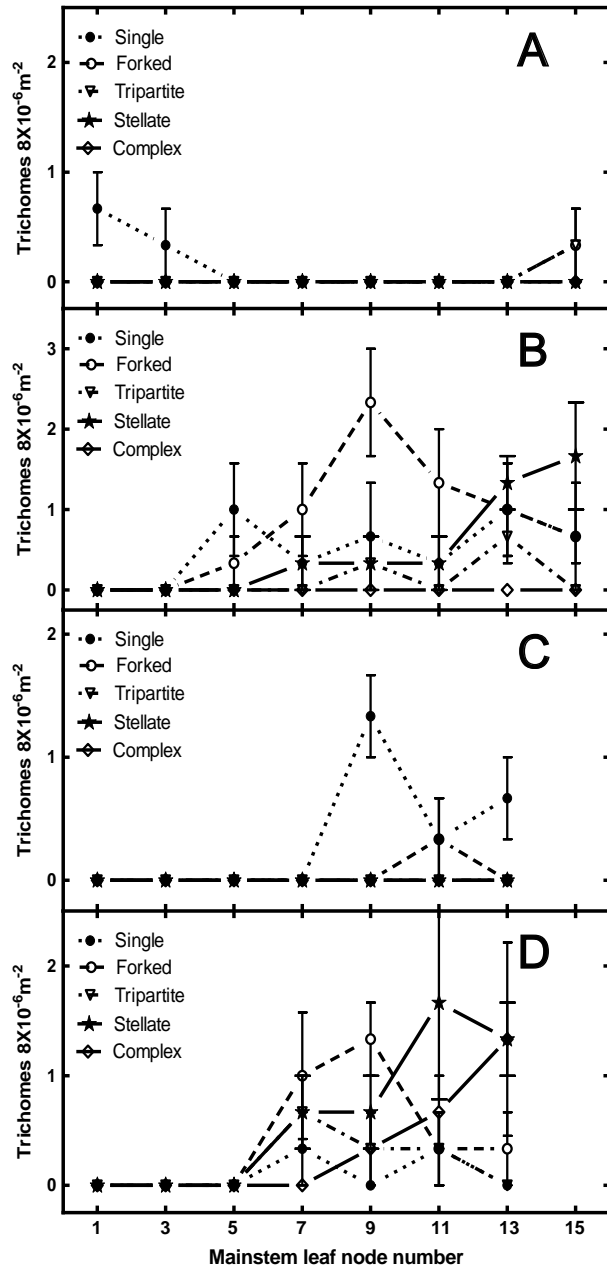 A
Single
Forked
Tripartite
Stellate
Complex
2
1
0
Trichomes 8X10-6m-2
B
Single
Forked
Tripartite
Stellate
Complex
3
2
1
0
Trichomes 8X10-6m-2
C
Single
Forked
Tripartite
Stellate
Complex
2
1
0
Trichomes 8X10-6m-2
D
Single
Forked
Tripartite
Stellate
Complex
2
1
0
Trichomes 8X10-6m-2
1 3 5 7 9 11 13 15
Mainstem leaf node number